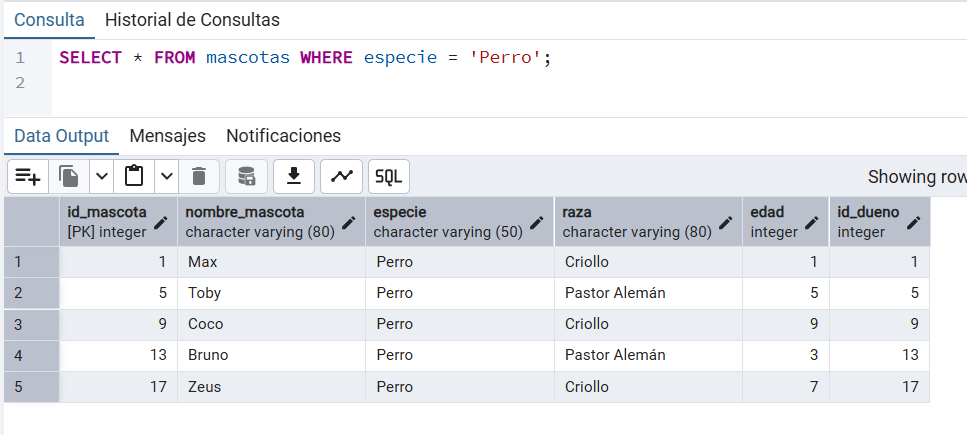 Consulta Historial de Consultas
1 SELECT * FROM mascotas WHERE especie = 'Perro';
2
Data Output Mensajes Notificaciones
SQL Showing row
id_mascota nombre_mascota especie raza edad id_dueno
[PK] integer character varying (80) character varying (50) character varying (80) integer integer
1 1 Max Perro Criollo 1 1
2 5 Toby Perro Pastor Alemán 5 5
3 9 Coco Perro Criollo 9 9
4 13 Bruno Perro Pastor Alemán 3 13
5 17 Zeus Perro Criollo 7 17